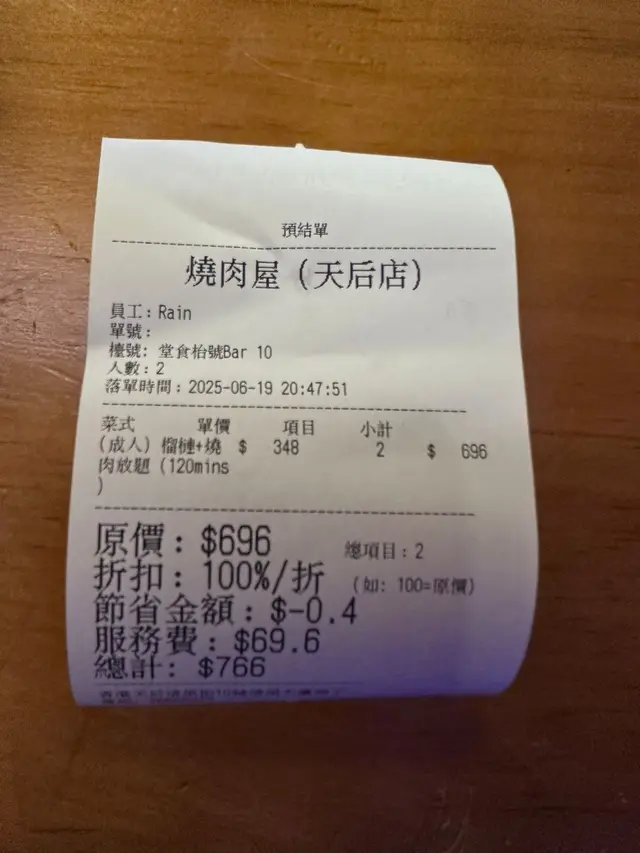 預結單
燒肉屋 (天后店)
員工: Rain
單號:
檯號: 堂食枱號Bar 10
人數: 2
落單時間: 2025-06-19 20:47:51
菜式 單價 項目 小計
(成人) 榴槤+燒 $ 348 2 $ 696
肉放題 (120mins
)
原價: $696 總項目: 2
折扣: 100%/折 (如: 100=原價)
節省金額: $-0.4
服務費: $69.6
總計: $766